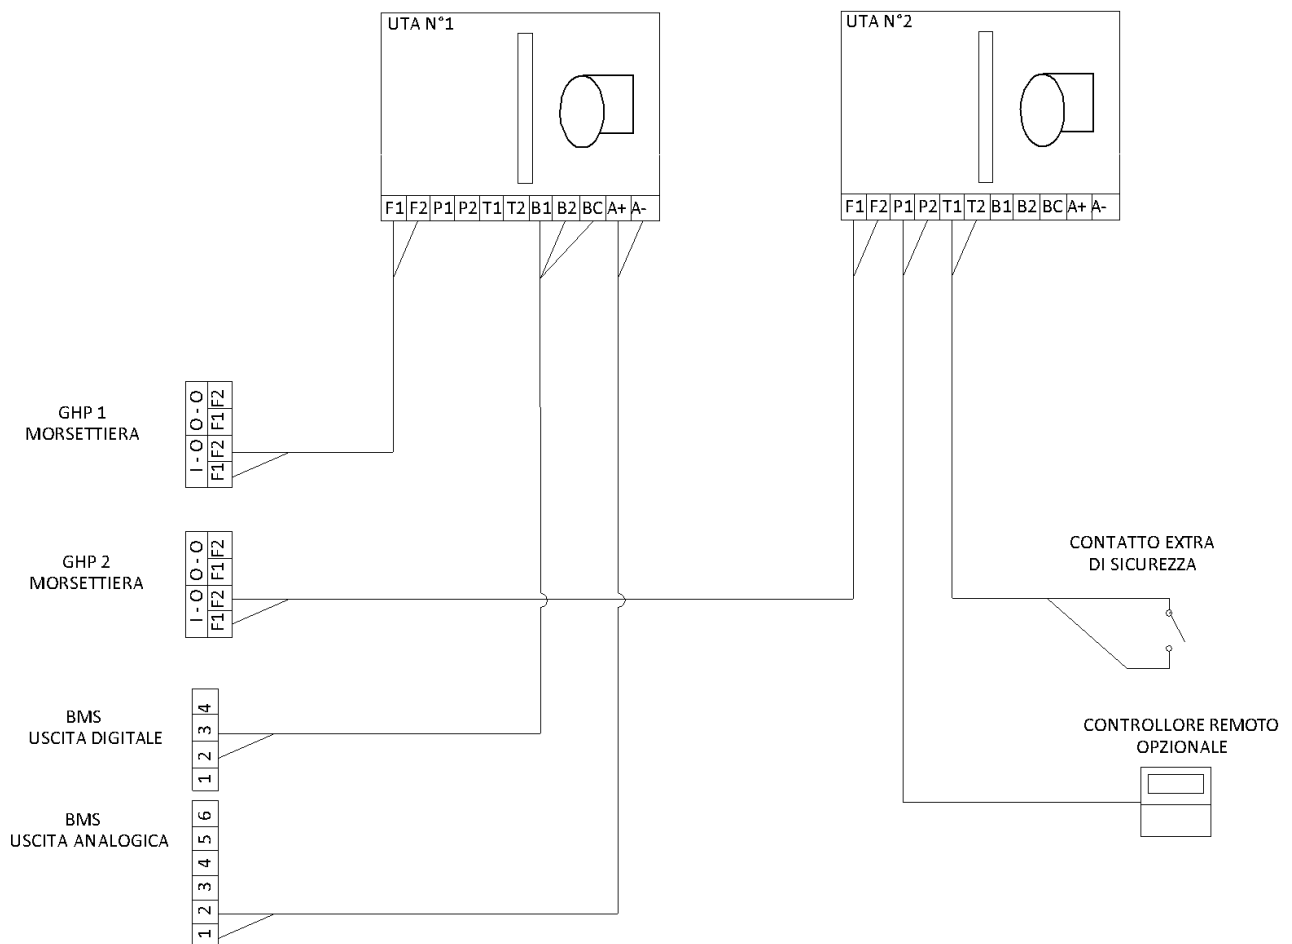 UTA N°1
F1 F2 P1 P2 T1 T2 B1 B2 BC A+ A-
UTA N°2
F1 F2 P1 P2 T1 T2 B1 B2 BC A+ A-
GHP 1
MORSETTIERA
I - O O - O
F1 F2 F1 F2
GHP 2
MORSETTIERA
I - O O - O
F1 F2 F1 F2
CONTATTO EXTRA
DI SICUREZZA
BMS
USCITA DIGITALE
1 2 3 4
CONTROLLORE REMOTO
OPZIONALE
BMS
USCITA ANALOGICA
1 2 3 4 5 6